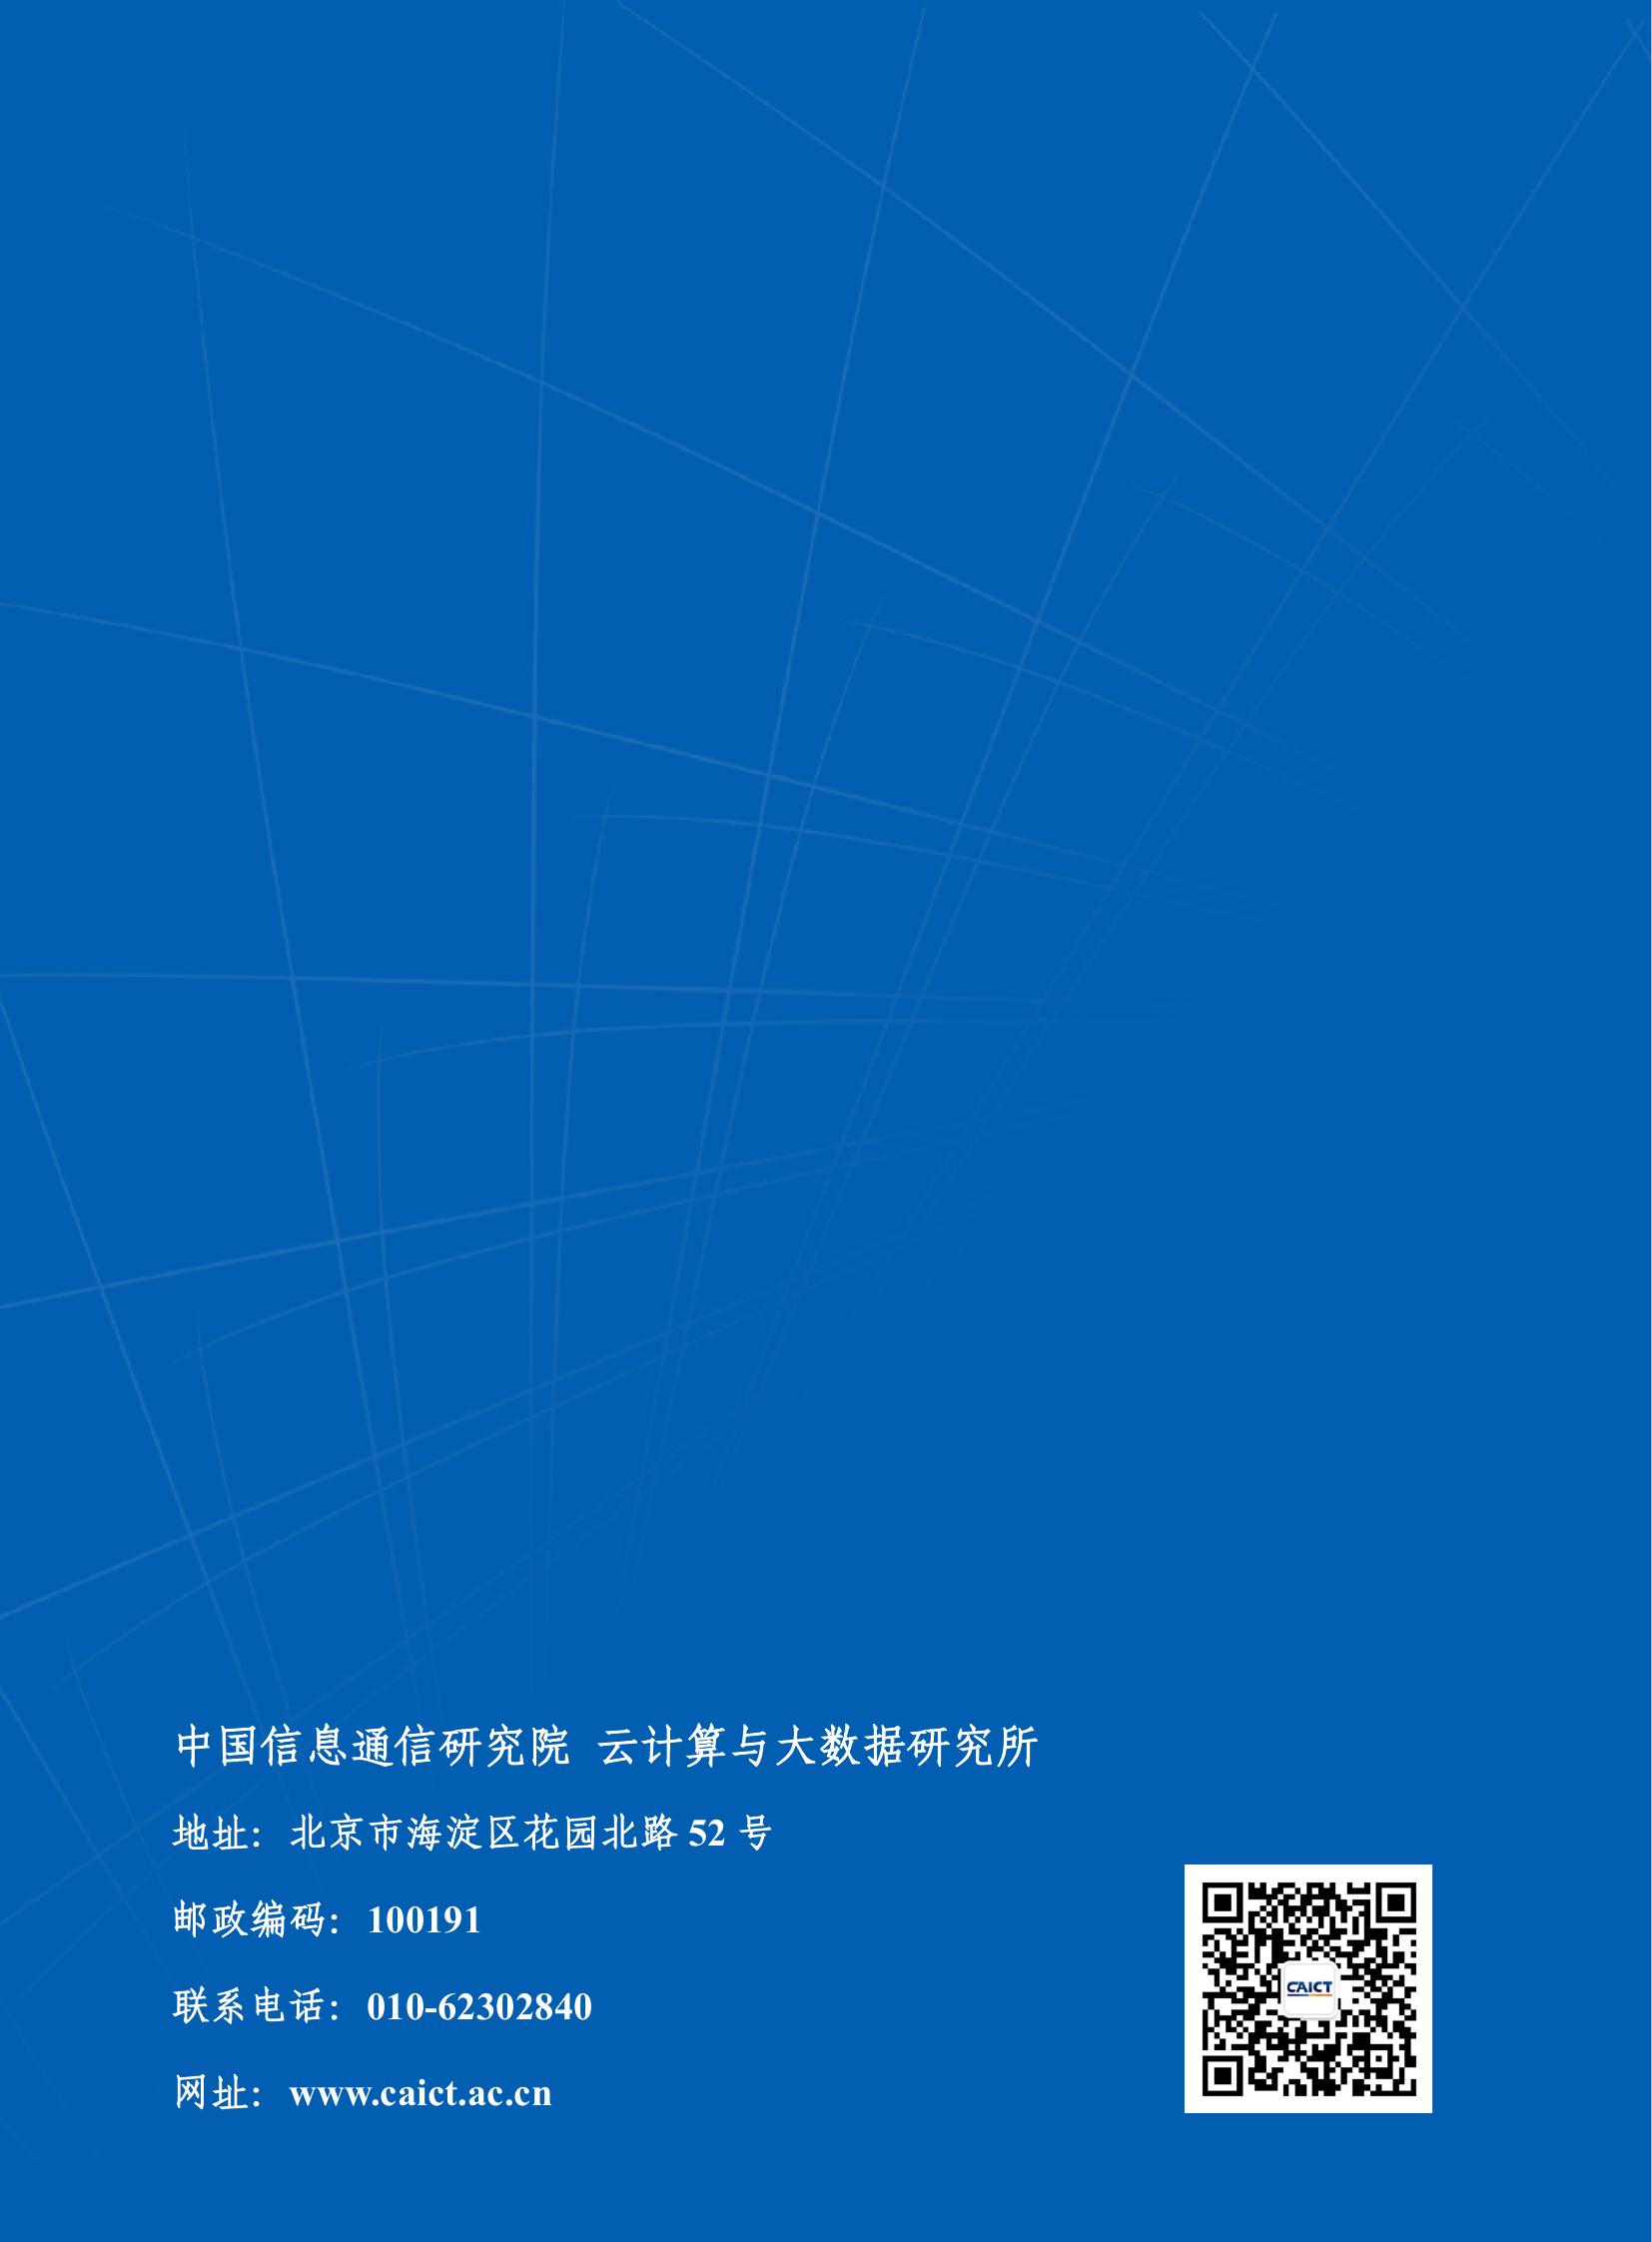 中国信息通信研究院 云计算与大数据研究所
地址：北京市海淀区花园北路 52 号
邮政编码：100191
联系电话：010-62302840
网址：www.caict.ac.cn
CAICT